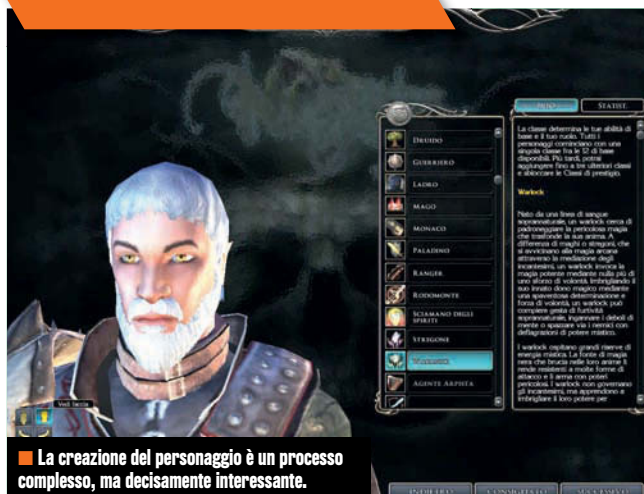 STATIST.
DRUIDO
GUERRIERO
LADRO
MAGO
MONACO
PALADINO
RANGER
RODOMONTE
SCIAMANO DEGLI
SPIRITI
STREGONE
WARLOCK
AGENTE ARPISTA
La classe determina le tue abilità di
base e il tuo ruolo. Tutti i
personaggi cominciano con una
singola classe fra le 12 di base
disponibili. Più tardi, potrai
aggiungere fino a tre ulteriori classi
e sbloccare le Classi di prestigio.
Warlock
Nato da una linea di sangue
soprannaturale, un warlock cerca di
padroneggiare la pericolosa magia
che trasfonde la sua anima. A
differenza di maghi o stregoni, che
si avvicinano alla magia arcana
attraverso la mediazione degli
incantesimi, un warlock invoca la
magia potente mediante nulla più di
uno sforzo di volontà. Imbrigliando il
suo innato dono magico mediante
una spaventosa determinazione e
forza di volontà, un warlock può
compiere gesta di furtività
soprannaturale, ingannare i deboli di
mente o spazzare via i nemici con
deflagrazioni di potere mistico.
I warlock ospitano grandi riserve di
energia mistica. La fonte di magia
nera che brucia nelle loro anime li
rende resistenti a molte forme di
attacco e li arma con poteri
pericolosi. I warlock non governano
gli incantesimi, ma apprendono a
imbrigliare il loro potere per
Vedi faccia
INDIETRO
CONSIGLIATO
SUCCESSIVO
La creazione del personaggio è un processo
complesso, ma decisamente interessante.